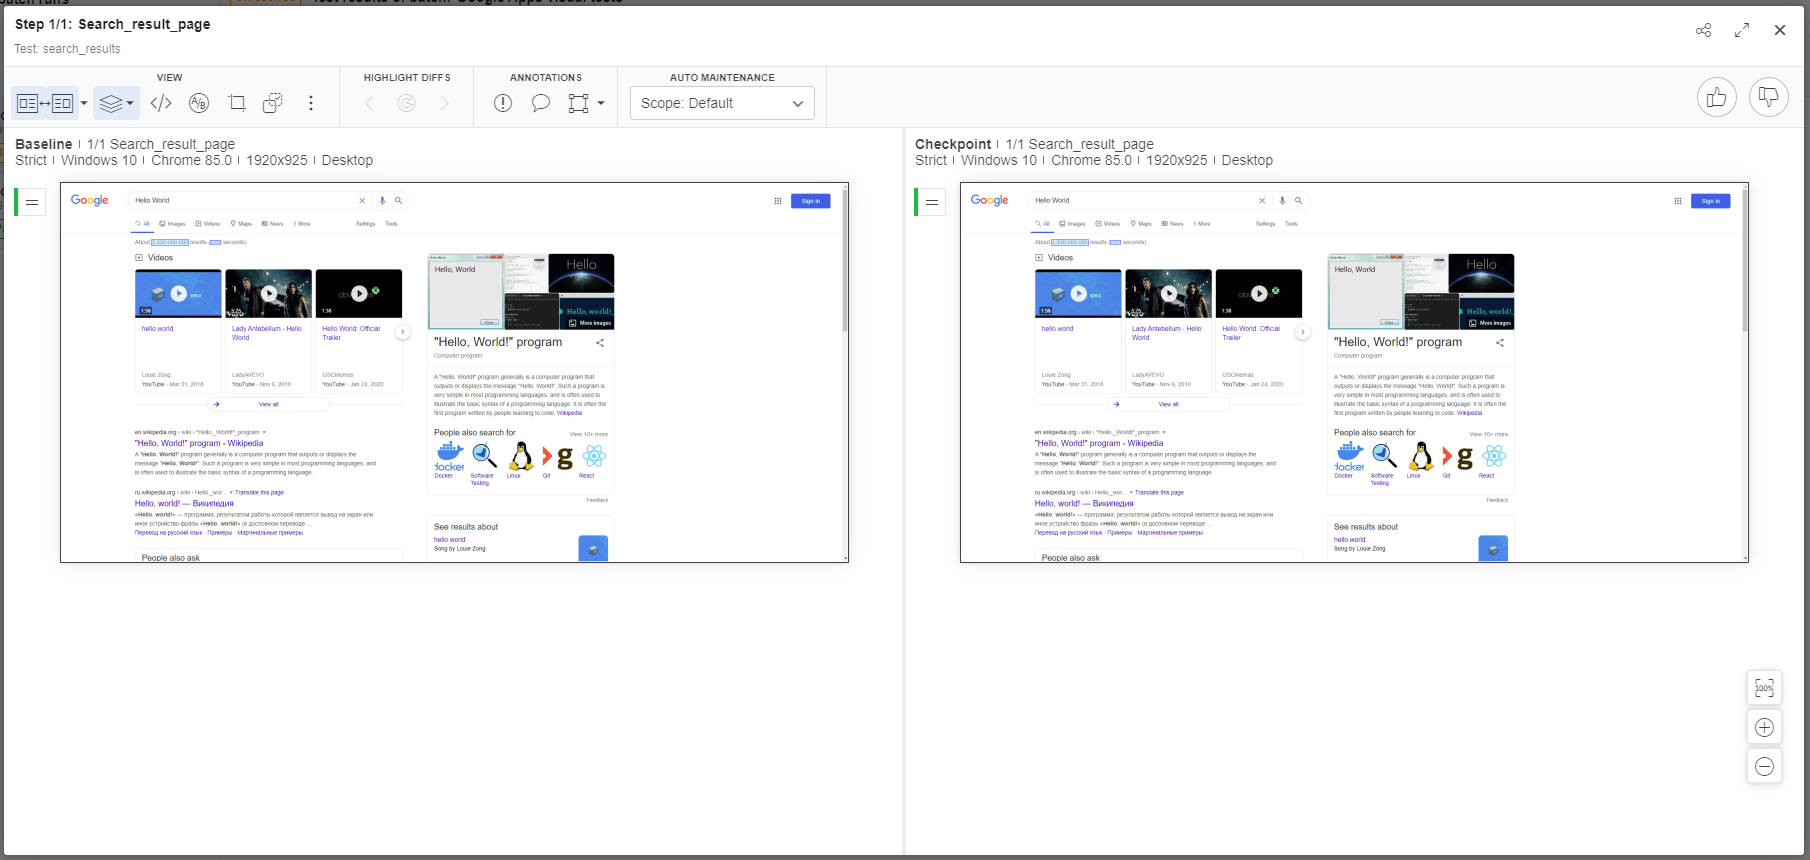 Step 1/1: Search_result_page
Test: search_results
VIEW
HIGHLIGHT DIFFS
ANNOTATIONS
AUTO MAINTENANCE
Scope: Default
Baseline | 1/1 Search_result_page
Strict | Windows 10 | Chrome 85.0 | 1920x925 | Desktop
Google
Hello World
Sign in
All Images Videos Maps News More Settings Tools
About results seconds)
Videos
hello world
Lady Antebellum - Hello World
Hello World: Official Trailer
1:56
1:38
Louie Zong
YouTube - Mar 31, 2018
LadyAVEVO
YouTube - Nov 6, 2010
GSCinemas
YouTube - Jan 24, 2020
View all
en.wikipedia.org › wiki › "Hello,_World!"_program
"Hello, World!" program - Wikipedia
A "Hello, World!" program generally is a computer program that outputs or displays the
message "Hello, World!". Such a program is very simple in most programming languages, and
is often used to illustrate the basic syntax of a programming language.
ru.wikipedia.org › wiki › Hello,_wor... Translate this page
Hello, world! — Википедия
«Hello, world!» — программа, результатом работы которой является вывод на экран или
иное устройство фразы «Hello, world!» (в дословном переводе ...
Перевод на русский язык · Примеры · Маргинальные примеры
People also ask
Hello, World
Hello
Hello, world!
More images
"Hello, World!" program
Computer program
A "Hello, World!" program generally is a computer program that
outputs or displays the message "Hello, World!". Such a program is
very simple in most programming languages, and is often used to
illustrate the basic syntax of a programming language. It is often the
first program written by people learning to code. Wikipedia
People also search for
View 10+ more
docker
Docker
Software Testing
Linux
Git
React
Feedback
See results about
hello world
Song by Louie Zong
Checkpoint | 1/1 Search_result_page
Strict | Windows 10 | Chrome 85.0 | 1920x925 | Desktop
Google
Hello World
Sign in
All Images Videos Maps News More Settings Tools
About results seconds)
Videos
hello world
Lady Antebellum - Hello World
Hello World: Official Trailer
1:56
1:38
Louie Zong
YouTube - Mar 31, 2018
LadyAVEVO
YouTube - Nov 6, 2010
GSCinemas
YouTube - Jan 24, 2020
View all
en.wikipedia.org › wiki › "Hello,_World!"_program
"Hello, World!" program - Wikipedia
A "Hello, World!" program generally is a computer program that outputs or displays the
message "Hello, World!". Such a program is very simple in most programming languages, and
is often used to illustrate the basic syntax of a programming language.
ru.wikipedia.org › wiki › Hello,_wor... Translate this page
Hello, world! — Википедия
«Hello, world!» — программа, результатом работы которой является вывод на экран или
иное устройство фразы «Hello, world!» (в дословном переводе ...
Перевод на русский язык · Примеры · Маргинальные примеры
People also ask
Hello, World
Hello
Hello, world!
More images
"Hello, World!" program
Computer program
A "Hello, World!" program generally is a computer program that
outputs or displays the message "Hello, World!". Such a program is
very simple in most programming languages, and is often used to
illustrate the basic syntax of a programming language. It is often the
first program written by people learning to code. Wikipedia
People also search for
View 10+ more
docker
Docker
Software Testing
Linux
Git
React
Feedback
See results about
hello world
Song by Louie Zong
100%